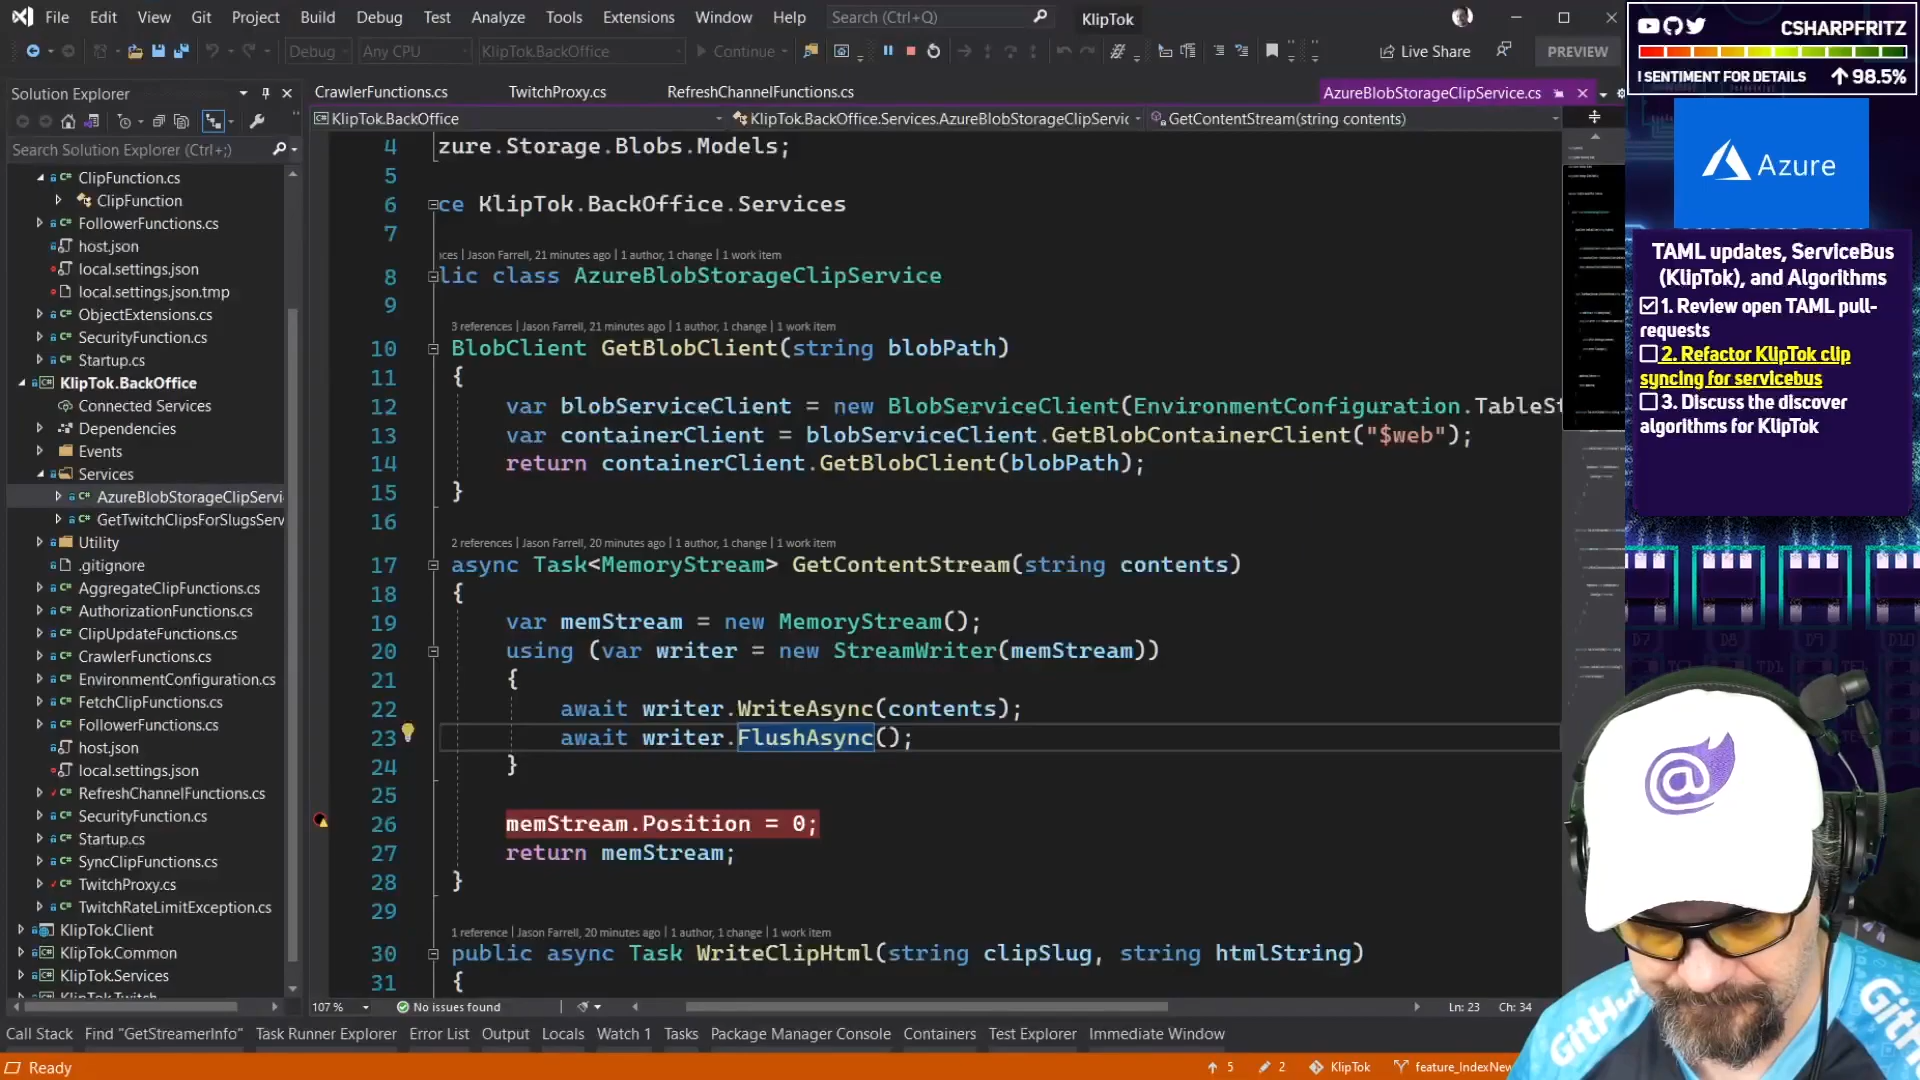 File Edit View Git Project Build Debug Test Analyze Tools Extensions Window Help Search (Ctrl+Q) KlipTok
Debug Any CPU KlipTok.BackOffice Continue Live Share PREVIEW
Solution Explorer
Search Solution Explorer (Ctrl+;)
ClipFunction.cs
ClipFunction
FollowerFunctions.cs
host.json
local.settings.json
local.settings.json.tmp
ObjectExtensions.cs
SecurityFunction.cs
Startup.cs
KlipTok.BackOffice
Connected Services
Dependencies
Events
Services
AzureBlobStorageClipServi
GetTwitchClipsForSlugsServ
Utility
.gitignore
AggregateClipFunctions.cs
AuthorizationFunctions.cs
ClipUpdateFunctions.cs
CrawlerFunctions.cs
EnvironmentConfiguration.cs
FetchClipFunctions.cs
FollowerFunctions.cs
host.json
local.settings.json
RefreshChannelFunctions.cs
SecurityFunction.cs
Startup.cs
SyncClipFunctions.cs
TwitchProxy.cs
TwitchRateLimitException.cs
KlipTok.Client
KlipTok.Common
KlipTok.Services
KlipTok.Twitch
CrawlerFunctions.cs TwitchProxy.cs RefreshChannelFunctions.cs AzureBlobStorageClipService.cs
KlipTok.BackOffice KlipTok.BackOffice.Services.AzureBlobStorageClipServic GetContentStream(string contents)
4 zure.Storage.Blobs.Models;
5
6 ce KlipTok.BackOffice.Services
7
ces | Jason Farrell, 21 minutes ago | 1 author, 1 change | 1 work item
8 lic class AzureBlobStorageClipService
9
3 references | Jason Farrell, 21 minutes ago | 1 author, 1 change | 1 work item
10 BlobClient GetBlobClient(string blobPath)
11 {
12 var blobServiceClient = new BlobServiceClient(EnvironmentConfiguration.TableSt
13 var containerClient = blobServiceClient.GetBlobContainerClient("$web");
14 return containerClient.GetBlobClient(blobPath);
15 }
16
2 references | Jason Farrell, 20 minutes ago | 1 author, 1 change | 1 work item
17 async Task<MemoryStream> GetContentStream(string contents)
18 {
19 var memStream = new MemoryStream();
20 using (var writer = new StreamWriter(memStream))
21 {
22 await writer.WriteAsync(contents);
23 await writer.FlushAsync();
24 }
25
26 memStream.Position = 0;
27 return memStream;
28 }
29
1 reference | Jason Farrell, 20 minutes ago | 1 author, 1 change | 1 work item
30 public async Task WriteClipHtml(string clipSlug, string htmlString)
31 {
107 % No issues found Ln: 23 Ch: 34
Call Stack Find "GetStreamerInfo" Task Runner Explorer Error List Output Locals Watch 1 Tasks Package Manager Console Containers Test Explorer Immediate Window
Ready 5 2 KlipTok feature_IndexNew
CSHARPFRITZ
! SENTIMENT FOR DETAILS 98.5%
Azure
TAML updates, ServiceBus
(KlipTok), and Algorithms
1. Review open TAML pull-
requests
2. Refactor KlipTok clip
syncing for servicebus
3. Discuss the discover
algorithms for KlipTok
D7 D8 D9 D10
@
GitHub